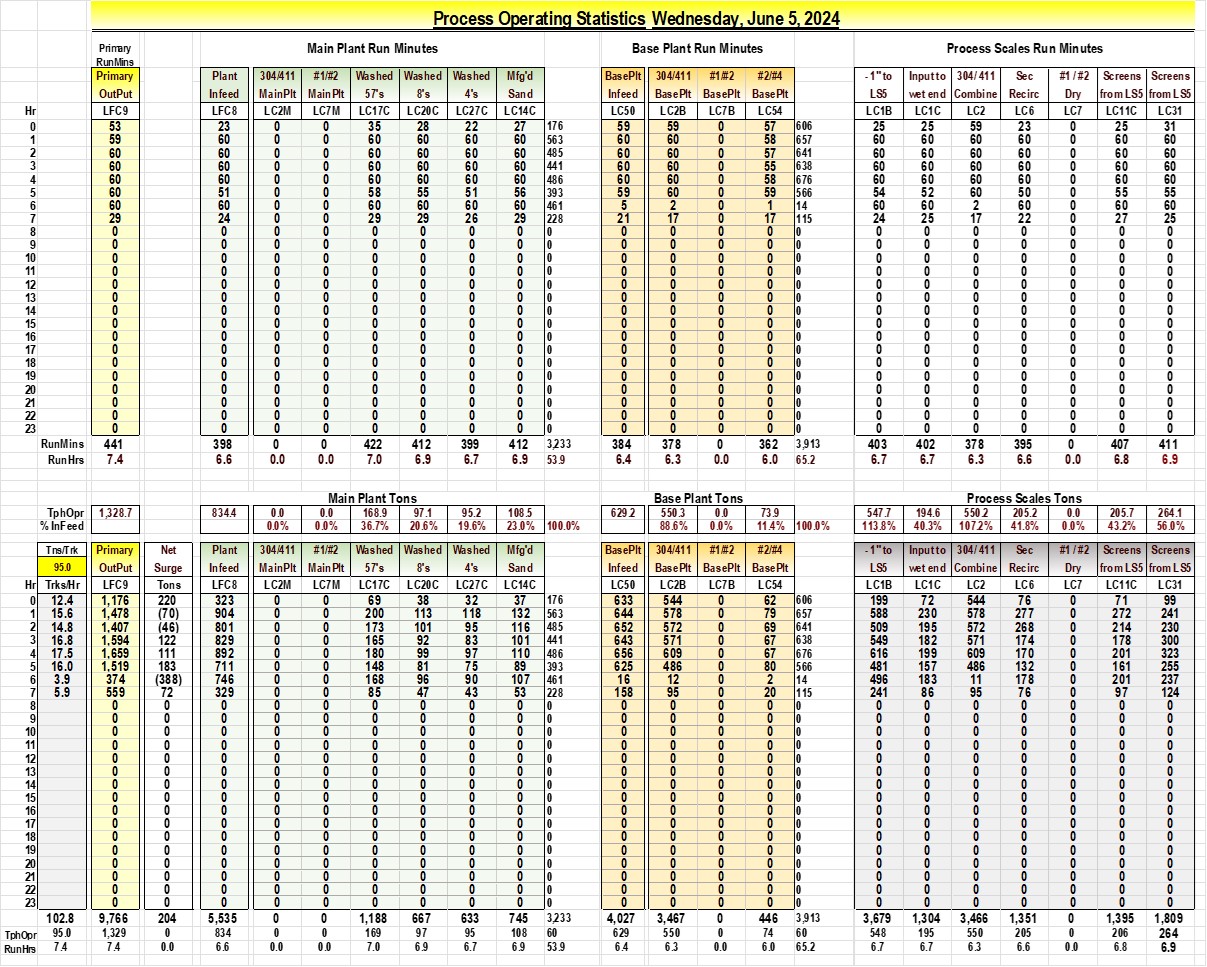 Process Operating Statistics Wednesday, June 5, 2024
Primary Main Plant Run Minutes Base Plant Run Minutes Process Scales Run Minutes
RunMins
Primary Plant 304/411 #1/#2 Washed Washed Washed Mfg'd BasePlt 304/411 #1/#2 #2/#4 - 1" to Input to 304/ 411 Sec #1 / #2 Screens Screens
OutPut Infeed MainPlt MainPlt 57's 8's 4's Sand Infeed BasePlt BasePlt BasePlt LS5 wet end Combine Recirc Dry from LS5 from LS5
Hr LFC9 LFC8 LC2M LC7M LC17C LC20C LC27C LC14C LC50 LC2B LC7B LC54 LC1B LC1C LC2 LC6 LC7 LC11C LC31
0 53 23 0 0 35 28 22 27 176 59 59 0 57 606 25 25 59 23 0 25 31
1 59 60 0 0 60 60 60 60 563 60 60 0 58 657 60 60 60 60 0 60 60
2 60 60 0 0 60 60 60 60 485 60 60 0 57 641 60 60 60 60 0 60 60
3 60 60 0 0 60 60 60 60 441 60 60 0 55 638 60 60 60 60 0 60 60
4 60 60 0 0 60 60 60 60 486 60 60 0 58 676 60 60 60 60 0 60 60
5 60 51 0 0 58 55 51 56 393 59 60 0 59 566 54 52 60 50 0 55 55
6 60 60 0 0 60 60 60 60 461 5 2 0 1 14 60 60 2 60 0 60 60
7 29 24 0 0 29 29 26 29 228 21 17 0 17 115 24 25 17 22 0 27 25
8 0 0 0 0 0 0 0 0 0 0 0 0 0 0 0 0 0 0 0 0 0
9 0 0 0 0 0 0 0 0 0 0 0 0 0 0 0 0 0 0 0 0 0
10 0 0 0 0 0 0 0 0 0 0 0 0 0 0 0 0 0 0 0 0 0
11 0 0 0 0 0 0 0 0 0 0 0 0 0 0 0 0 0 0 0 0 0
12 0 0 0 0 0 0 0 0 0 0 0 0 0 0 0 0 0 0 0 0 0
13 0 0 0 0 0 0 0 0 0 0 0 0 0 0 0 0 0 0 0 0 0
14 0 0 0 0 0 0 0 0 0 0 0 0 0 0 0 0 0 0 0 0 0
15 0 0 0 0 0 0 0 0 0 0 0 0 0 0 0 0 0 0 0 0 0
16 0 0 0 0 0 0 0 0 0 0 0 0 0 0 0 0 0 0 0 0 0
17 0 0 0 0 0 0 0 0 0 0 0 0 0 0 0 0 0 0 0 0 0
18 0 0 0 0 0 0 0 0 0 0 0 0 0 0 0 0 0 0 0 0 0
19 0 0 0 0 0 0 0 0 0 0 0 0 0 0 0 0 0 0 0 0 0
20 0 0 0 0 0 0 0 0 0 0 0 0 0 0 0 0 0 0 0 0 0
21 0 0 0 0 0 0 0 0 0 0 0 0 0 0 0 0 0 0 0 0 0
22 0 0 0 0 0 0 0 0 0 0 0 0 0 0 0 0 0 0 0 0 0
23 0 0 0 0 0 0 0 0 0 0 0 0 0 0 0 0 0 0 0 0 0
RunMins 441 398 0 0 422 412 399 412 3,233 384 378 0 362 3,913 403 402 378 395 0 407 411
Run Hrs 7.4 6.6 0.0 0.0 7.0 6.9 6.7 6.9 53.9 6.4 6.3 0.0 6.0 65.2 6.7 6.7 6.3 6.6 0.0 6.8 6.9
Main Plant Tons Base Plant Tons Process Scales Tons
TphOpr 1,328.7 834.4 0.0 0.0 168.9 97.1 95.2 108.5 629.2 550.3 0.0 73.9 547.7 194.6 550.2 205.2 0.0 205.7 264.1
% InFeed 0.0% 0.0% 36.7% 20.6% 19.6% 23.0% 100.0% 88.6% 0.0% 11.4% 100.0% 113.8% 40.3% 107.2% 41.8% 0.0% 43.2% 56.0%
Tns/Trk Primary Net Plant 304/411 #1/#2 Washed Washed Washed Mfg'd BasePlt 304/411 #1/#2 #2/#4 - 1" to Input to 304/ 411 Sec #1 / #2 Screens Screens
95.0 OutPut Surge Infeed MainPlt MainPlt 57's 8's 4's Sand Infeed BasePlt BasePlt BasePlt LS5 wet end Combine Recirc Dry from LS5 from LS5
Hr Trks/Hr LFC9 Tons LFC8 LC2M LC7M LC17C LC20C LC27C LC14C LC50 LC2B LC7B LC54 LC1B LC1C LC2 LC6 LC7 LC11C LC31
0 12.4 1,176 220 323 0 0 69 38 32 37 176 633 544 0 62 606 199 72 544 76 0 71 99
1 15.6 1,478 (70) 904 0 0 200 113 118 132 563 644 578 0 79 657 588 230 578 277 0 272 241
2 14.8 1,407 (46) 801 0 0 173 101 95 116 485 652 572 0 69 641 509 195 572 268 0 214 230
3 16.8 1,594 122 829 0 0 165 92 83 101 441 643 571 0 67 638 549 182 571 174 0 178 300
4 17.5 1,659 111 892 0 0 180 99 97 110 486 656 609 0 67 676 616 199 609 170 0 201 323
5 16.0 1,519 183 711 0 0 148 81 75 89 393 625 486 0 80 566 481 157 486 132 0 161 255
6 3.9 374 (388) 746 0 0 168 96 90 107 461 16 12 0 2 14 496 183 11 178 0 201 237
7 5.9 559 72 329 0 0 85 47 43 53 228 158 95 0 20 115 241 86 95 76 0 97 124
8 0 0 0 0 0 0 0 0 0 0 0 0 0 0 0 0 0 0 0 0 0 0
9 0 0 0 0 0 0 0 0 0 0 0 0 0 0 0 0 0 0 0 0 0 0
10 0 0 0 0 0 0 0 0 0 0 0 0 0 0 0 0 0 0 0 0 0 0
11 0 0 0 0 0 0 0 0 0 0 0 0 0 0 0 0 0 0 0 0 0 0
12 0 0 0 0 0 0 0 0 0 0 0 0 0 0 0 0 0 0 0 0 0 0
13 0 0 0 0 0 0 0 0 0 0 0 0 0 0 0 0 0 0 0 0 0 0
14 0 0 0 0 0 0 0 0 0 0 0 0 0 0 0 0 0 0 0 0 0 0
15 0 0 0 0 0 0 0 0 0 0 0 0 0 0 0 0 0 0 0 0 0 0
16 0 0 0 0 0 0 0 0 0 0 0 0 0 0 0 0 0 0 0 0 0 0
17 0 0 0 0 0 0 0 0 0 0 0 0 0 0 0 0 0 0 0 0 0 0
18 0 0 0 0 0 0 0 0 0 0 0 0 0 0 0 0 0 0 0 0 0 0
19 0 0 0 0 0 0 0 0 0 0 0 0 0 0 0 0 0 0 0 0 0 0
20 0 0 0 0 0 0 0 0 0 0 0 0 0 0 0 0 0 0 0 0 0 0
21 0 0 0 0 0 0 0 0 0 0 0 0 0 0 0 0 0 0 0 0 0 0
22 0 0 0 0 0 0 0 0 0 0 0 0 0 0 0 0 0 0 0 0 0 0
23 0 0 0 0 0 0 0 0 0 0 0 0 0 0 0 0 0 0 0 0 0 0
102.8 9,766 204 5,535 0 0 1,188 667 633 745 3,233 4,027 3,467 0 446 3,913 3,679 1,304 3,466 1,351 0 1,395 1,809
TphOpr 95.0 1,329 0 834 0 0 169 97 95 108 60 629 550 0 74 60 548 195 550 205 0 206 264
RunHrs 7.4 7.4 0.0 6.6 0.0 0.0 7.0 6.9 6.7 6.9 53.9 6.4 6.3 0.0 6.0 65.2 6.7 6.7 6.3 6.6 0.0 6.8 6.9